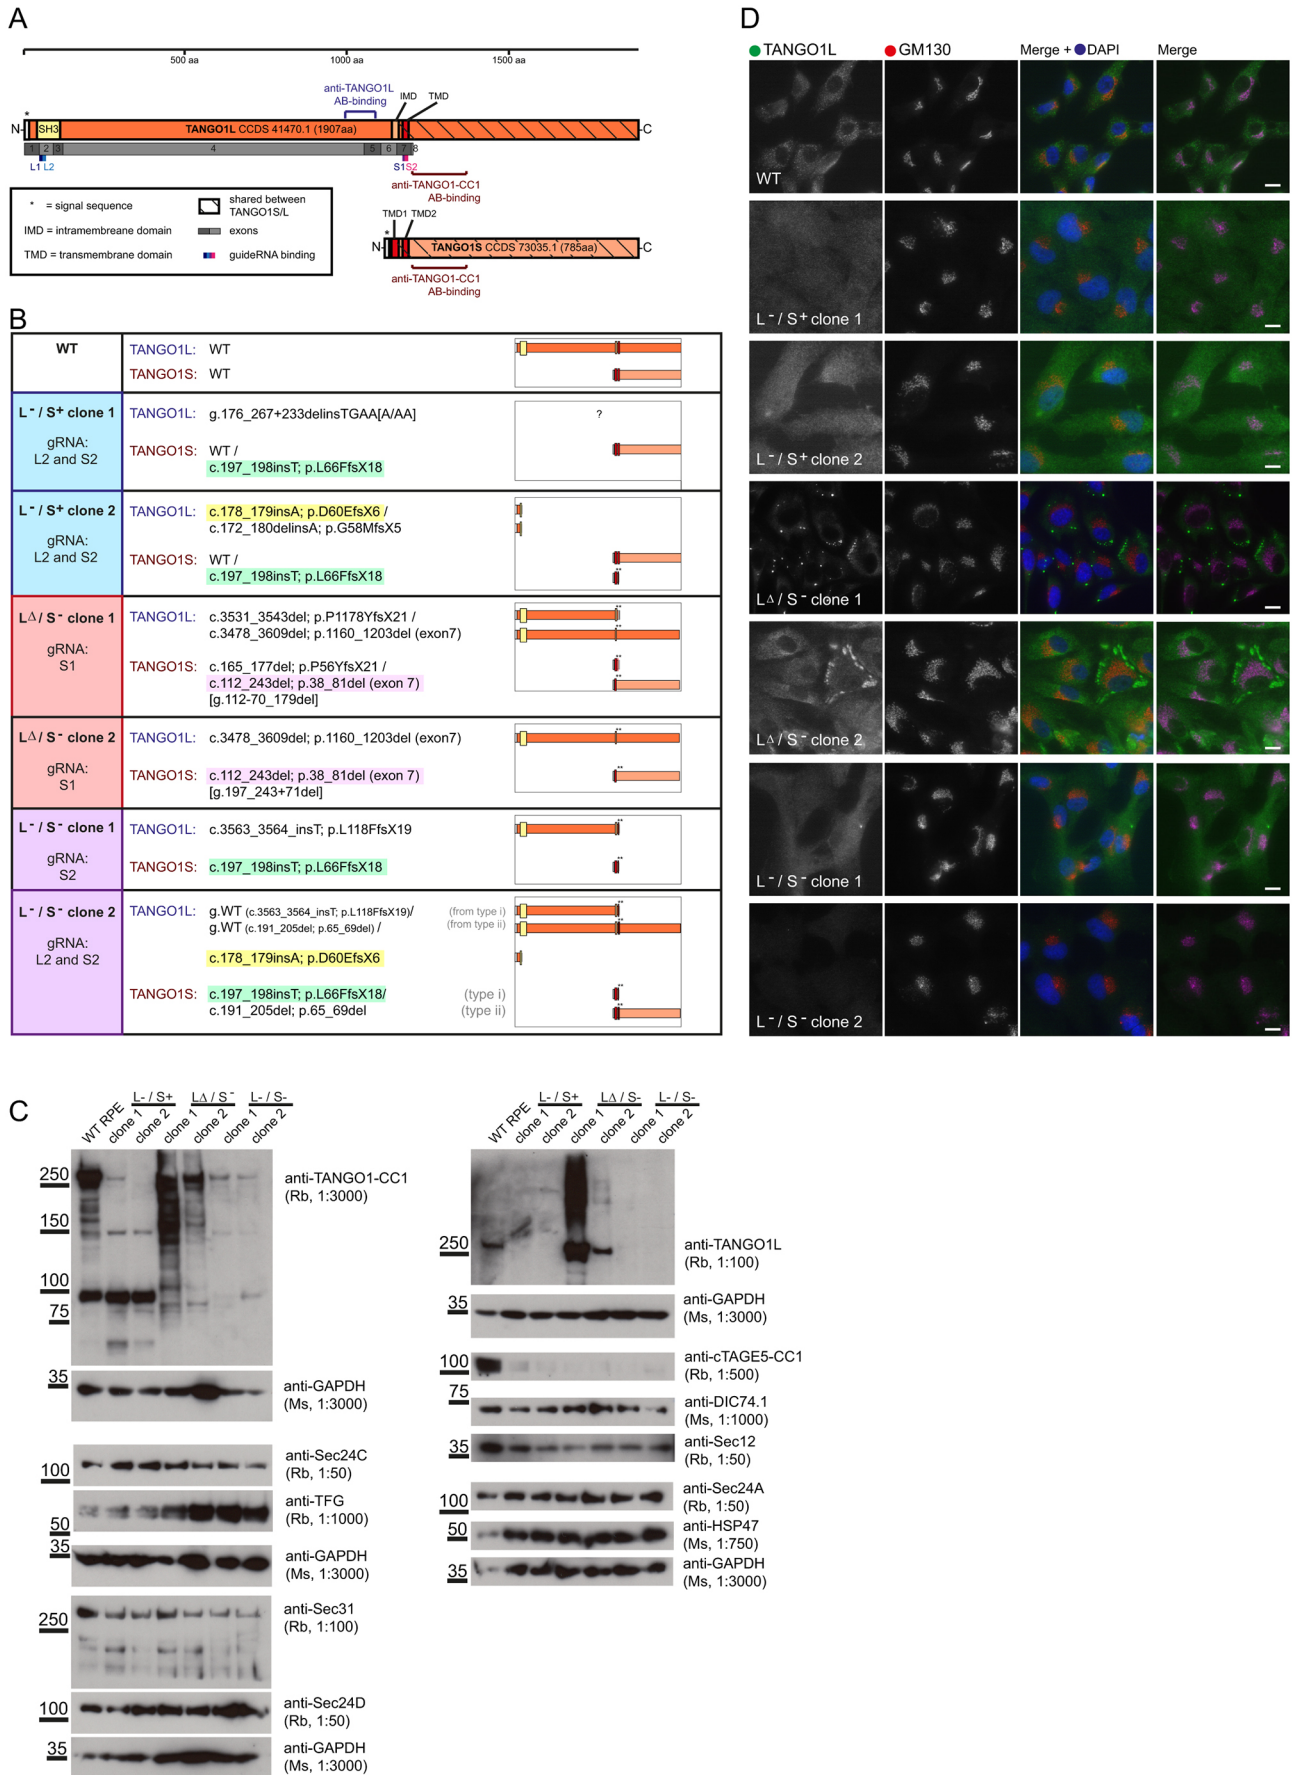 A
500 aa
1000 aa
1500 aa
anti-TANGO1L
AB-binding
IMD
TMD
*
N-
SH3
TANGO1L CCDS 41470.1 (1907aa)
-C
1
2
3
4
5
6
7
8
L1
L2
S1
S2
anti-TANGO1-CC1
AB-binding
* = signal sequence
shared between
TANGO1S/L
IMD = intramembreane domain
exons
TMD = transmembrane domain
guideRNA binding
TMD1
TMD2
*
N-
TANGO1S CCDS 73035.1 (785aa)
-C
anti-TANGO1-CC1
AB-binding
B
WT
TANGO1L: WT
TANGO1S: WT
L-/ S+ clone 1
gRNA:
L2 and S2
TANGO1L: g.176_267+233delinsTGAA[A/AA]
?
TANGO1S: WT /
c.197_198insT; p.L66FfsX18
L-/ S+ clone 2
gRNA:
L2 and S2
TANGO1L: c.178_179insA; p.D60EfsX6 /
c.172_180delinsA; p.G58MfsX5
TANGO1S: WT /
c.197_198insT; p.L66FfsX18
**
LΔ/ S- clone 1
gRNA:
S1
TANGO1L: c.3531_3543del; p.P1178YfsX21 /
c.3478_3609del; p.1160_1203del (exon7)
TANGO1S: c.165_177del; p.P56YfsX21 /
c.112_243del; p.38_81del (exon 7)
[g.112-70_179del]
**
**
**
**
LΔ/ S- clone 2
gRNA:
S1
TANGO1L: c.3478_3609del; p.1160_1203del (exon7)
TANGO1S: c.112_243del; p.38_81del (exon 7)
[g.197_243+71del]
**
**
L-/ S- clone 1
gRNA:
S2
TANGO1L: c.3563_3564_insT; p.L118FfsX19
TANGO1S: c.197_198insT; p.L66FfsX18
**
**
L-/ S- clone 2
gRNA:
L2 and S2
TANGO1L: g.WT (c.3563_3564_insT; p.L118FfsX19)/
g.WT (c.191_205del; p.65_69del) /
(from type i)
(from type ii)
c.178_179insA; p.D60EfsX6
TANGO1S: c.197_198insT; p.L66FfsX18/
c.191_205del; p.65_69del
(type i)
(type ii)
**
**
**
**
C
L- / S+
LΔ / S-
L- / S-
WT RPE
clone 1
clone 2
clone 1
clone 2
clone 1
clone 2
250
150
100
75
anti-TANGO1-CC1
(Rb, 1:3000)
35
anti-GAPDH
(Ms, 1:3000)
100
anti-Sec24C
(Rb, 1:50)
50
anti-TFG
(Rb, 1:1000)
35
anti-GAPDH
(Ms, 1:3000)
250
anti-Sec31
(Rb, 1:100)
100
anti-Sec24D
(Rb, 1:50)
35
anti-GAPDH
(Ms, 1:3000)
L- / S+
LΔ / S-
L- / S-
WT RPE
clone 1
clone 2
clone 1
clone 2
clone 1
clone 2
250
anti-TANGO1L
(Rb, 1:100)
35
anti-GAPDH
(Ms, 1:3000)
100
anti-cTAGE5-CC1
(Rb, 1:500)
75
anti-DIC74.1
(Ms, 1:1000)
35
anti-Sec12
(Rb, 1:50)
100
anti-Sec24A
(Rb, 1:50)
50
anti-HSP47
(Ms, 1:750)
35
anti-GAPDH
(Ms, 1:3000)
D
TANGO1L
GM130
Merge + DAPI
Merge
WT
L-/ S+ clone 1
L-/ S+ clone 2
LΔ/ S- clone 1
LΔ/ S- clone 2
L-/ S- clone 1
L-/ S- clone 2